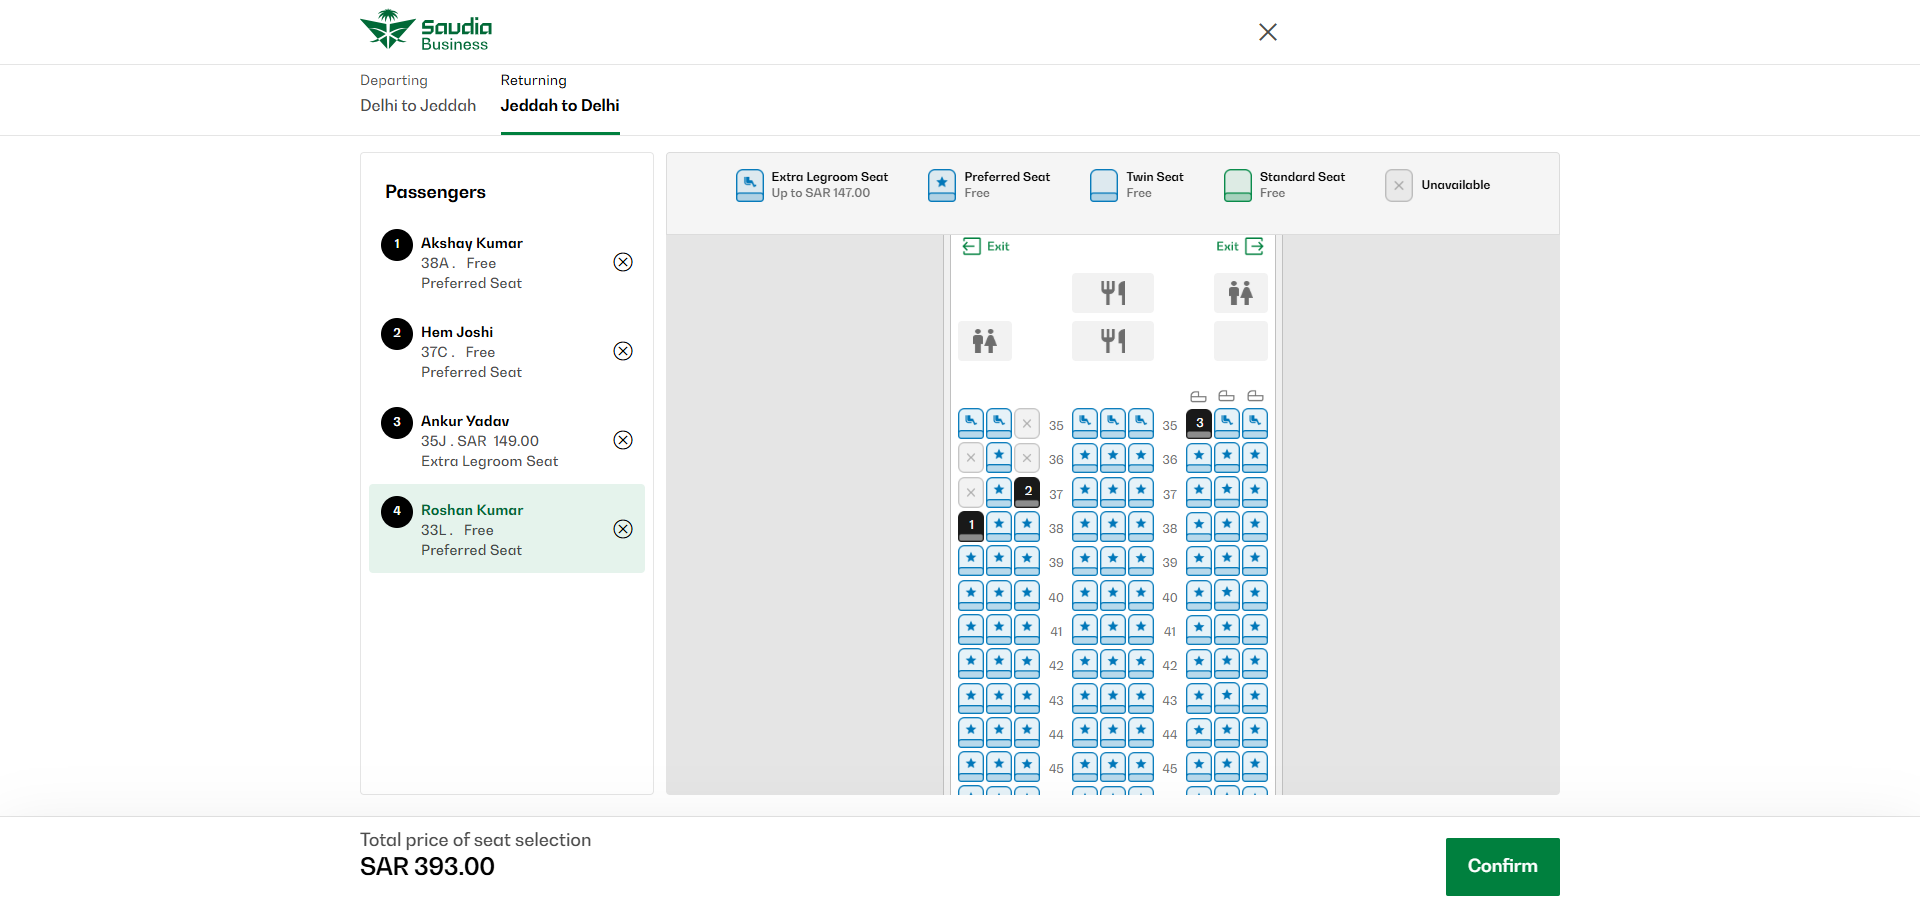 Saudia
Business
Departing
Delhi to Jeddah
Returning
Jeddah to Delhi
Passengers
1
Akshay Kumar
38A . Free
Preferred Seat
2
Hem Joshi
37C . Free
Preferred Seat
3
Ankur Yadav
35J . SAR 149.00
Extra Legroom Seat
4
Roshan Kumar
33L . Free
Preferred Seat
Extra Legroom Seat
Up to SAR 147.00
Preferred Seat
Free
Twin Seat
Free
Standard Seat
Free
Unavailable
Exit Exit
35 35 3
36 36
2 37 37
1 38 38
39 39
40 40
41 41
42 42
43 43
44 44
45 45
Total price of seat selection
SAR 393.00
Confirm